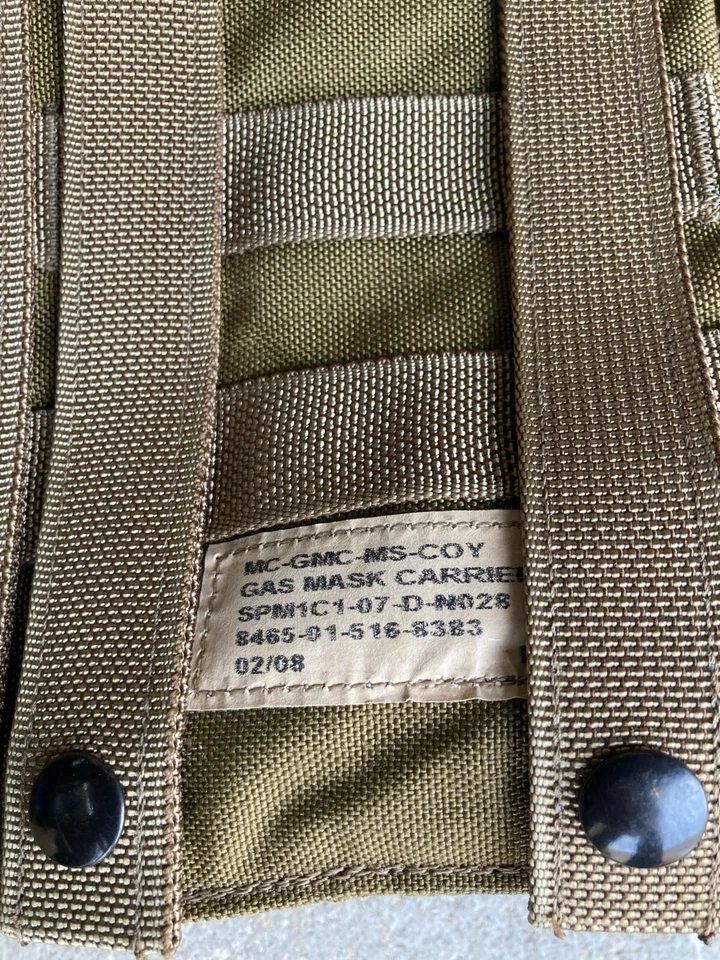 MC-GMC-MS-COY
GAS MASK CARRIE
SPM1C1-07-D-N028
8465-01-516-8383
02/08